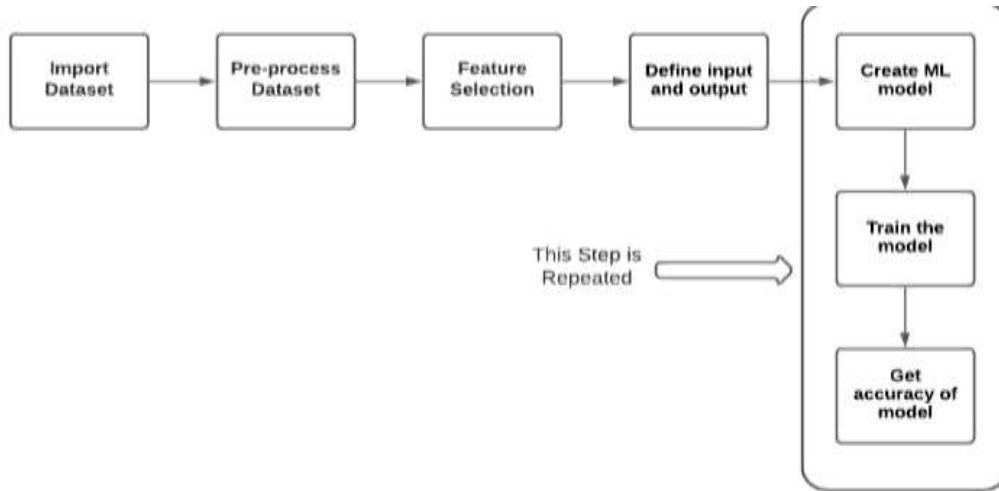 Import
Dataset
Pre-process
Dataset
Feature
Selection
Define input
and output
Create ML
model
Train the
model
This Step is
Repeated
Get
accuracy of
model